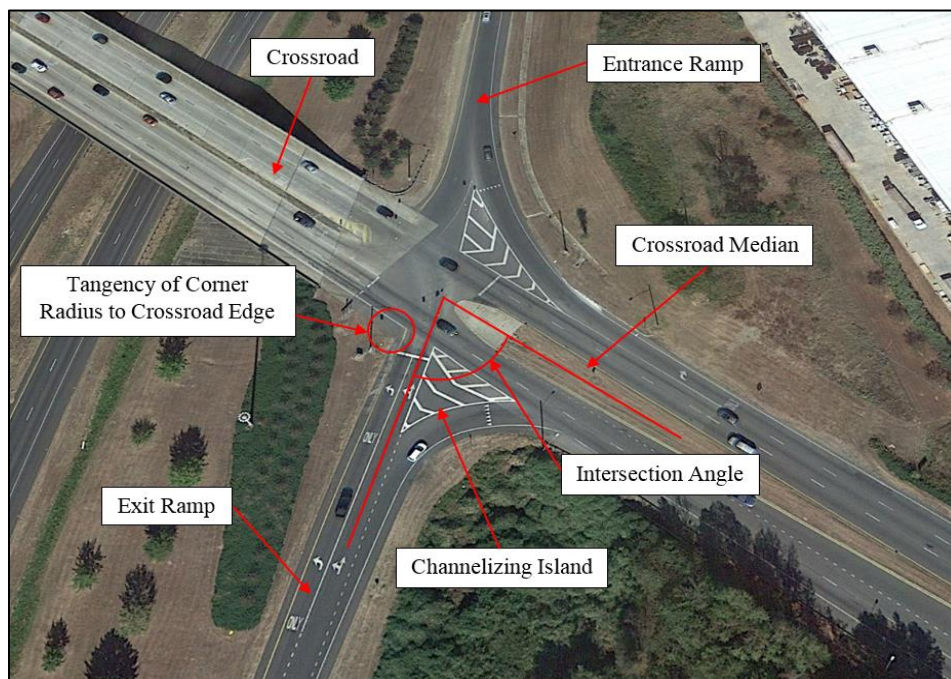 Crossroad
Entrance Ramp
Crossroad Median
Tangency of Corner
Radius to Crossroad Edge
Intersection Angle
Exit Ramp
Channelizing Island
ONLY
ONLY